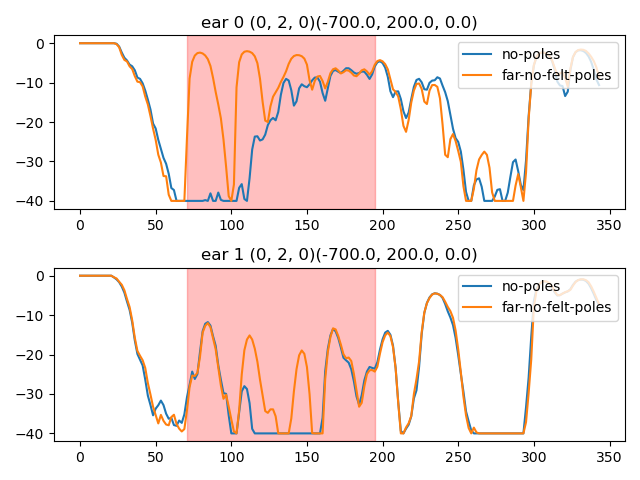 ear 0 (0, 2, 0)(-700.0, 200.0, 0.0)
0
−10
−20
−30
−40
no-poles
far-no-felt-poles
0 50 100 150 200 250 300 350
ear 1 (0, 2, 0)(-700.0, 200.0, 0.0)
0
−10
−20
−30
−40
no-poles
far-no-felt-poles
0 50 100 150 200 250 300 350